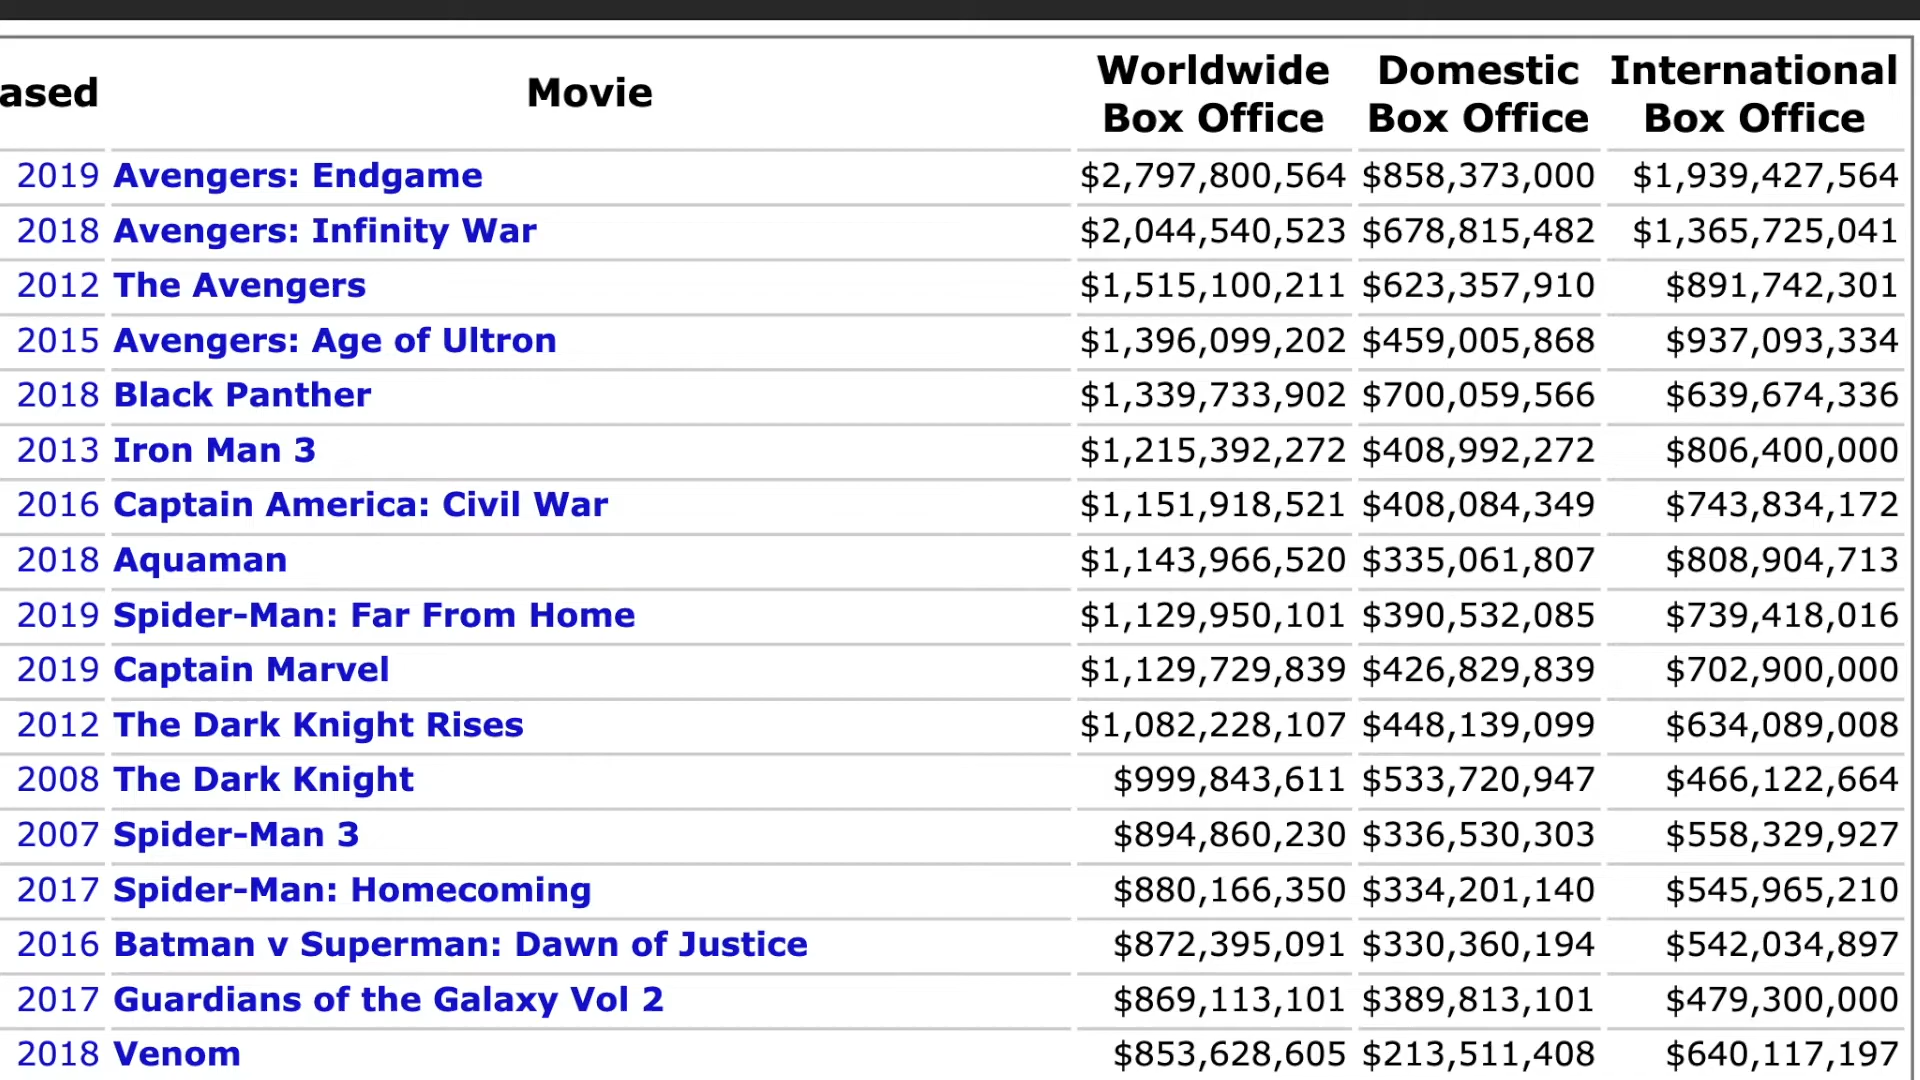 ased Movie Worldwide Box Office Domestic Box Office International Box Office
2019 Avengers: Endgame $2,797,800,564 $858,373,000 $1,939,427,564
2018 Avengers: Infinity War $2,044,540,523 $678,815,482 $1,365,725,041
2012 The Avengers $1,515,100,211 $623,357,910 $891,742,301
2015 Avengers: Age of Ultron $1,396,099,202 $459,005,868 $937,093,334
2018 Black Panther $1,339,733,902 $700,059,566 $639,674,336
2013 Iron Man 3 $1,215,392,272 $408,992,272 $806,400,000
2016 Captain America: Civil War $1,151,918,521 $408,084,349 $743,834,172
2018 Aquaman $1,143,966,520 $335,061,807 $808,904,713
2019 Spider-Man: Far From Home $1,129,950,101 $390,532,085 $739,418,016
2019 Captain Marvel $1,129,729,839 $426,829,839 $702,900,000
2012 The Dark Knight Rises $1,082,228,107 $448,139,099 $634,089,008
2008 The Dark Knight $999,843,611 $533,720,947 $466,122,664
2007 Spider-Man 3 $894,860,230 $336,530,303 $558,329,927
2017 Spider-Man: Homecoming $880,166,350 $334,201,140 $545,965,210
2016 Batman v Superman: Dawn of Justice $872,395,091 $330,360,194 $542,034,897
2017 Guardians of the Galaxy Vol 2 $869,113,101 $389,813,101 $479,300,000
2018 Venom $853,628,605 $213,511,408 $640,117,197